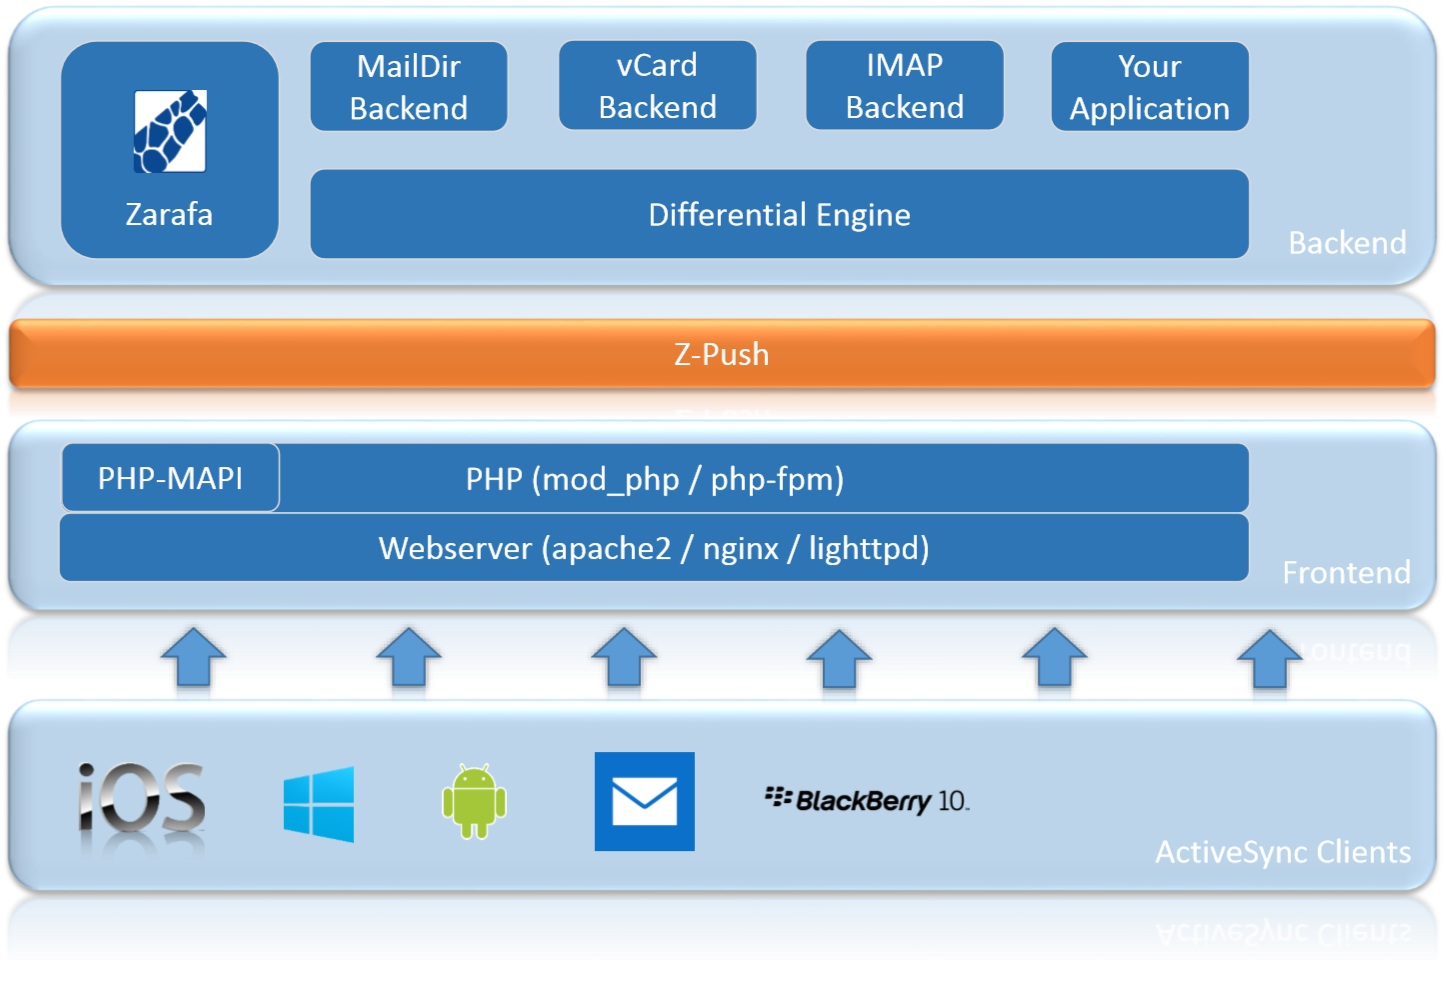 MailDir
Backend
vCard
Backend
IMAP
Backend
Your
Application
Zarafa
Differential Engine
Backend
Z-Push
PHP-MAPI
PHP (mod_php / php-fpm)
Webserver (apache2 / nginx / lighttpd)
Frontend
iOS
BlackBerry 10
ActiveSync Clients